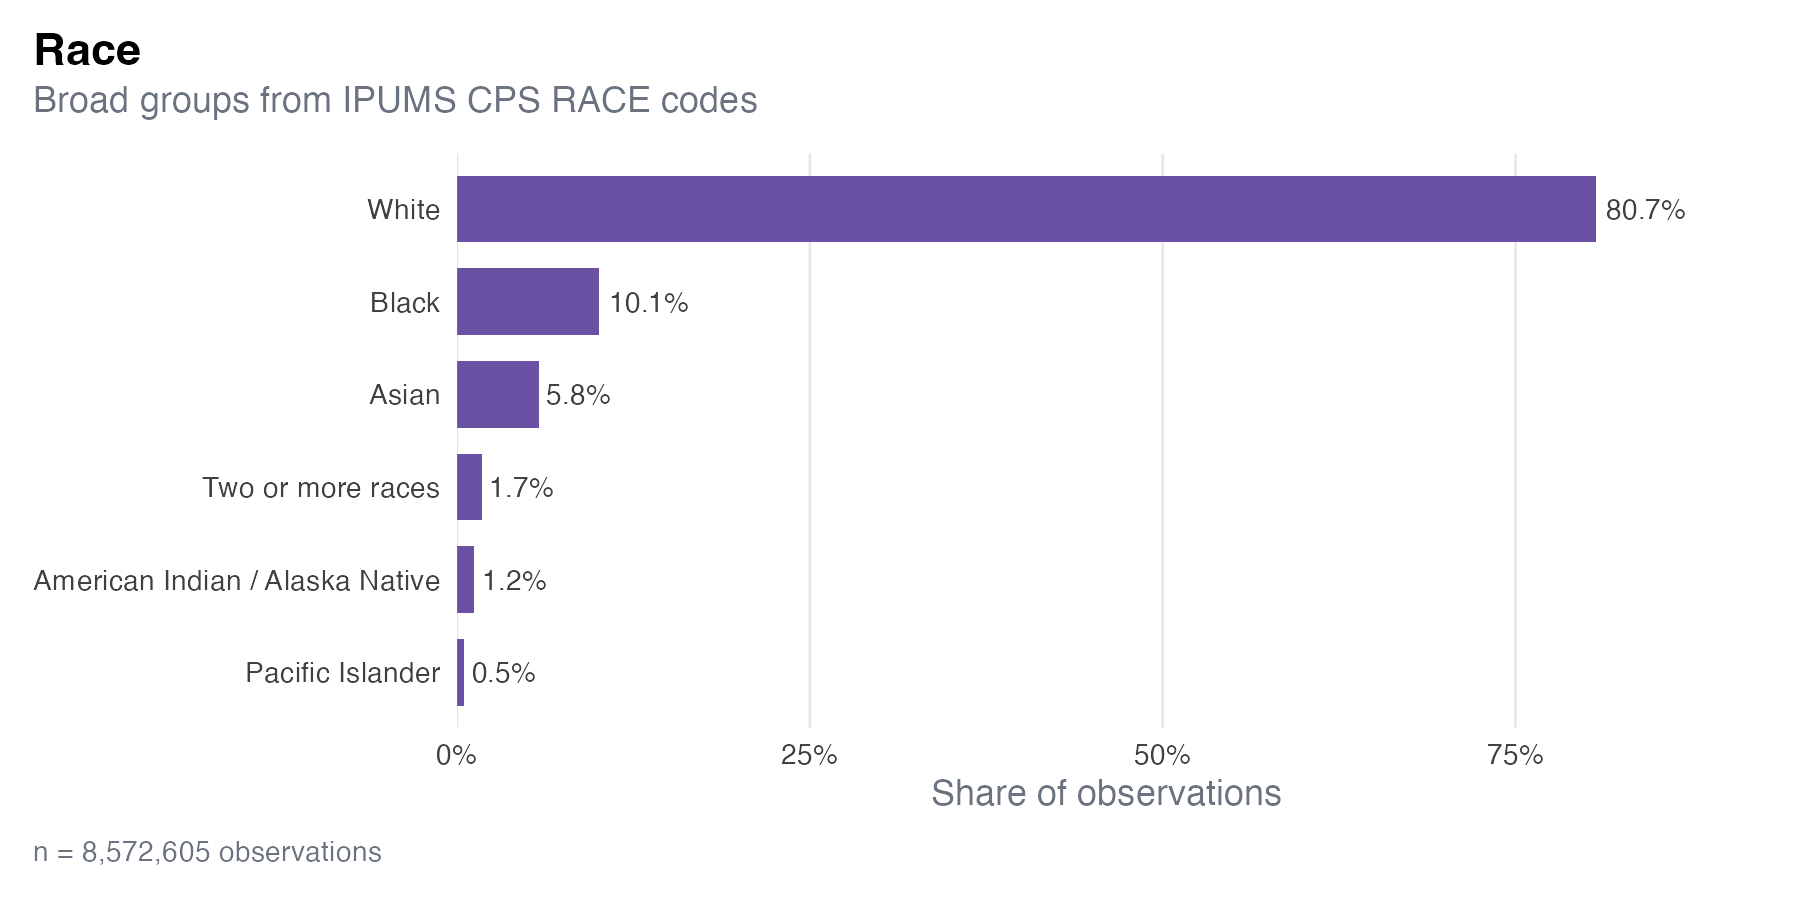 Race
Broad groups from IPUMS CPS RACE codes
White 80.7%
Black 10.1%
Asian 5.8%
Two or more races 1.7%
American Indian / Alaska Native 1.2%
Pacific Islander 0.5%
0% 25% 50% 75%
Share of observations
n = 8,572,605 observations